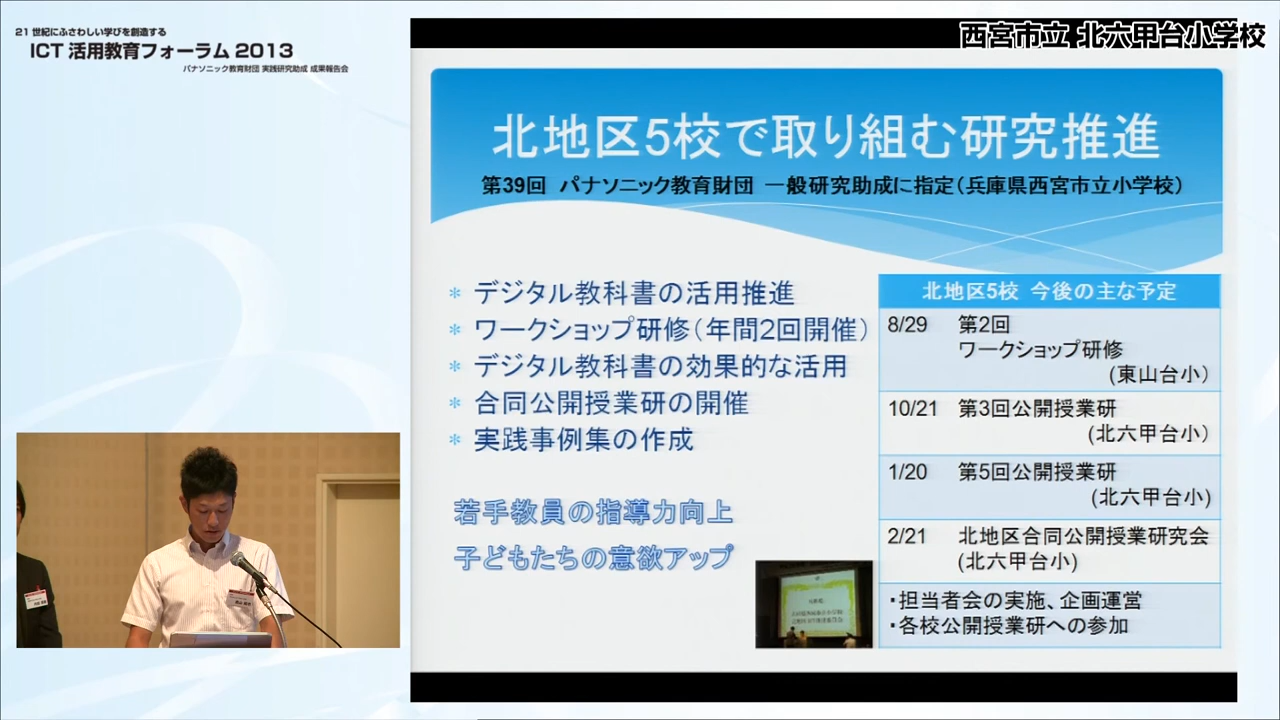 21世紀にふさわしい学びを創造する
ICT 活用教育フォーラム 2013
パナソニック教育財団 実践研究助成 成果報告会
西宮市立 北六甲台小学校
北地区5校で取り組む研究推進
第39回 パナソニック教育財団 一般研究助成に指定(兵庫県西宮市立小学校)
* デジタル教科書の活用推進
* ワークショップ研修(年間2回開催)
* デジタル教科書の効果的な活用
* 合同公開授業研の開催
* 実践事例集の作成
若手教員の指導力向上
子どもたちの意欲アップ
北地区5校 今後の主な予定
8/29 第2回
ワークショップ研修
(東山台小)
10/21 第3回公開授業研
(北六甲台小)
1/20 第5回公開授業研
(北六甲台小)
2/21 北地区合同公開授業研究会
(北六甲台小)
・担当者会の実施、企画運営
・各校公開授業研への参加